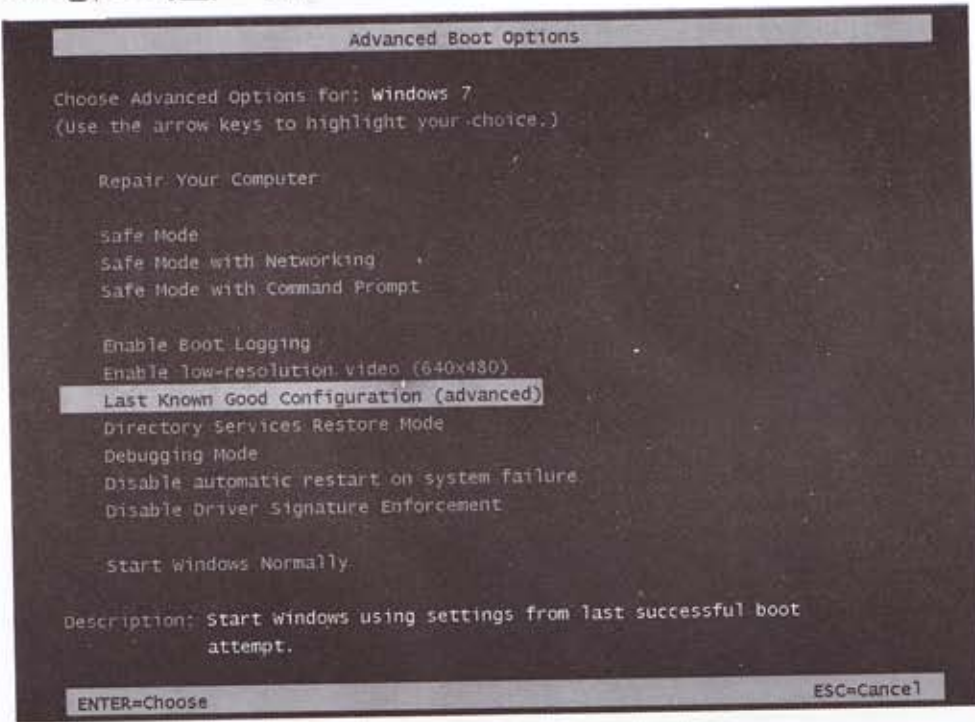 Advanced Boot Options
Choose Advanced Options for: Windows 7
(Use the arrow keys to highlight your choice.)
Repair Your Computer
Safe Mode
Safe Mode with Networking
Safe Mode with Command Prompt
Enable Boot Logging
Enable low-resolution video (640x480)
Last Known Good Configuration (advanced)
Directory Services Restore Mode
Debugging Mode
Disable automatic restart on system failure
Disable Driver Signature Enforcement
Start Windows Normally
Description: Start Windows using settings from last successful boot
attempt.
ENTER=Choose ESC=Cancel